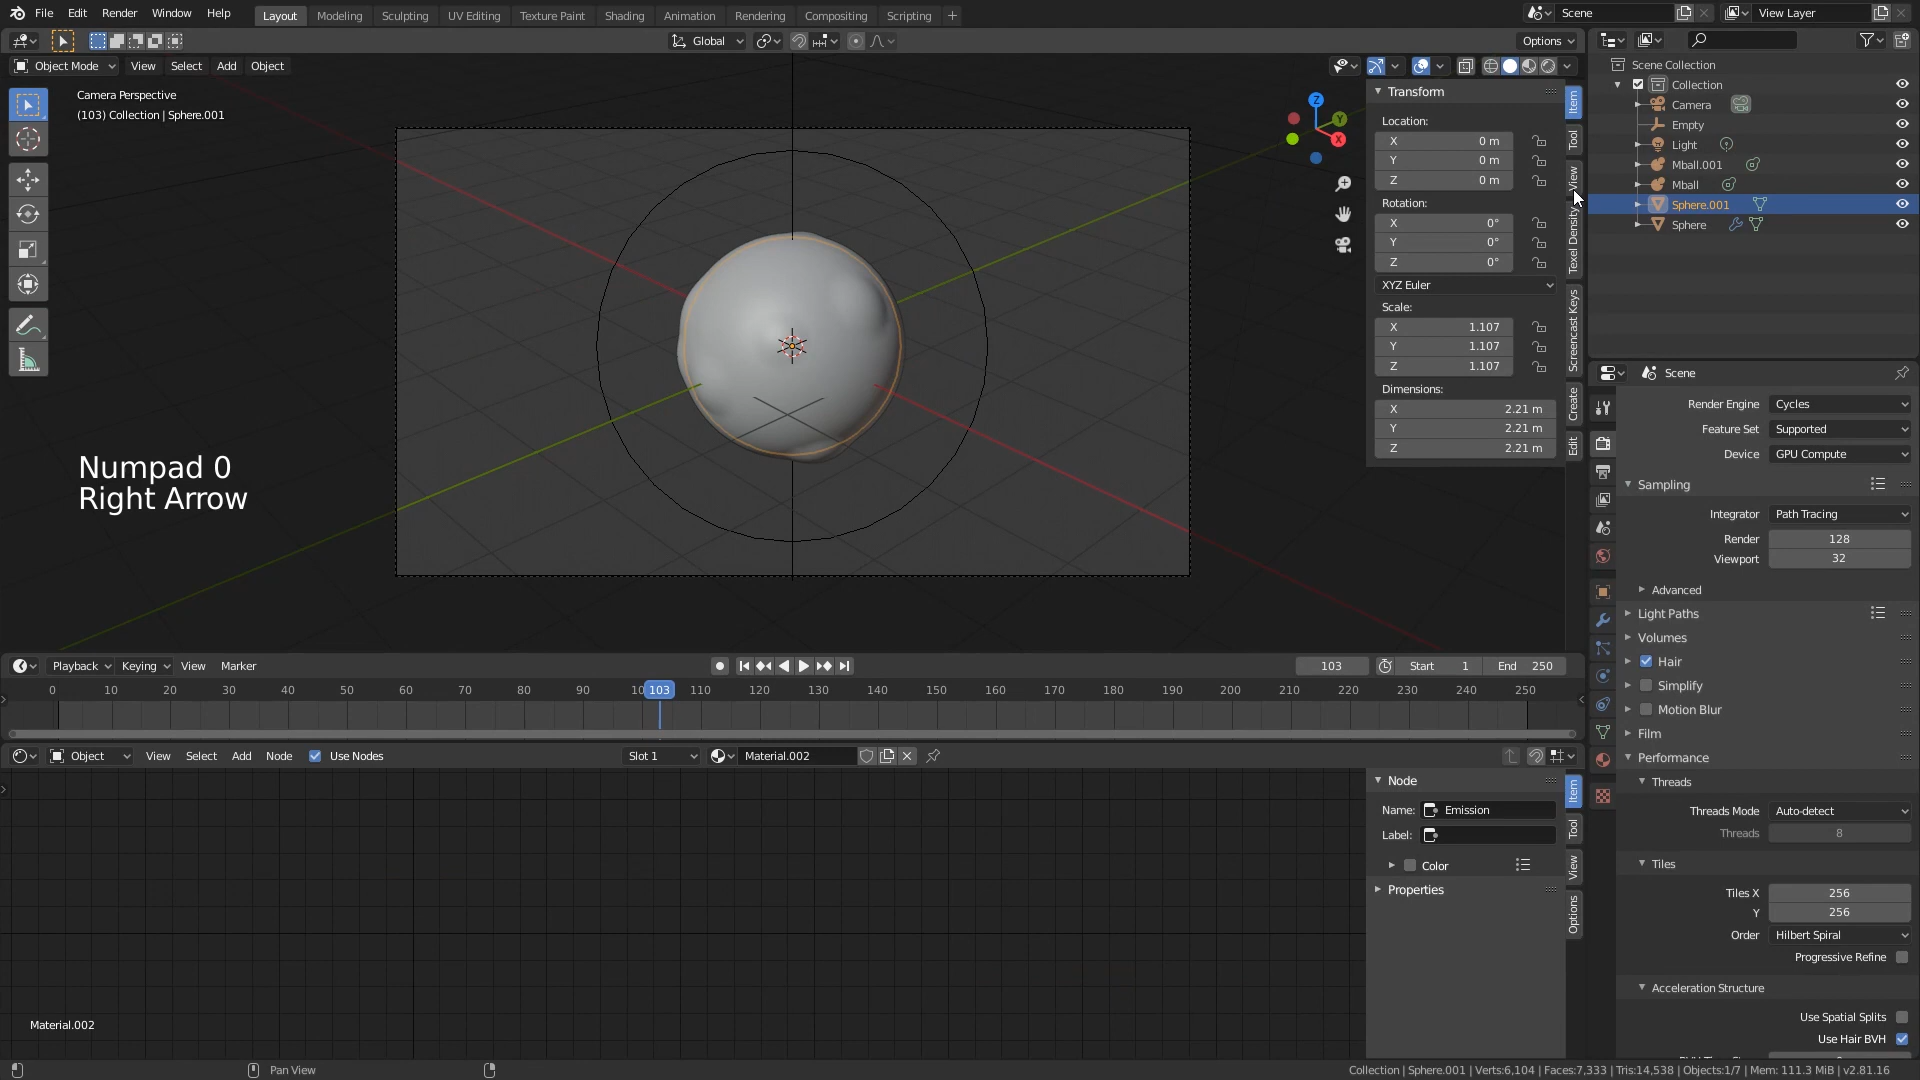 File Edit Render Window Help Layout Modeling Sculpting UV Editing Texture Paint Shading Animation Rendering Compositing Scripting + Scene View Layer
Global Options
Object Mode View Select Add Object
Camera Perspective
(103) Collection | Sphere.001
Z
Y
X
Numpad 0
Right Arrow
Transform
Location:
X 0 m
Y 0 m
Z 0 m
Rotation:
X 0°
Y 0°
Z 0°
XYZ Euler
Scale:
X 1.107
Y 1.107
Z 1.107
Dimensions:
X 2.21 m
Y 2.21 m
Z 2.21 m
Item
Tool
View
Texel Density
Screencast Keys
Create
Edit
Scene Collection
Collection
Camera
Empty
Light
Mball.001
Mball
Sphere.001
Sphere
Scene
Render Engine Cycles
Feature Set Supported
Device GPU Compute
Sampling
Integrator Path Tracing
Render 128
Viewport 32
Advanced
Light Paths
Volumes
Hair
Simplify
Motion Blur
Film
Performance
Threads
Threads Mode Auto-detect
Threads 8
Tiles
Tiles X 256
Y 256
Order Hilbert Spiral
Progressive Refine
Acceleration Structure
Use Spatial Splits
Use Hair BVH
Playback Keying View Marker 103 Start 1 End 250
0 10 20 30 40 50 60 70 80 90 10 103 110 120 130 140 150 160 170 180 190 200 210 220 230 240 250
Object View Select Add Node Use Nodes Slot 1 Material.002
Node
Name: Emission
Label:
Color
Properties
Item
Tool
View
Options
Material.002
Pan View
Collection | Sphere.001 | Verts:6,104 | Faces:7,333 | Tris:14,538 | Objects:1/7 | Mem: 111.3 MiB | v2.81.16